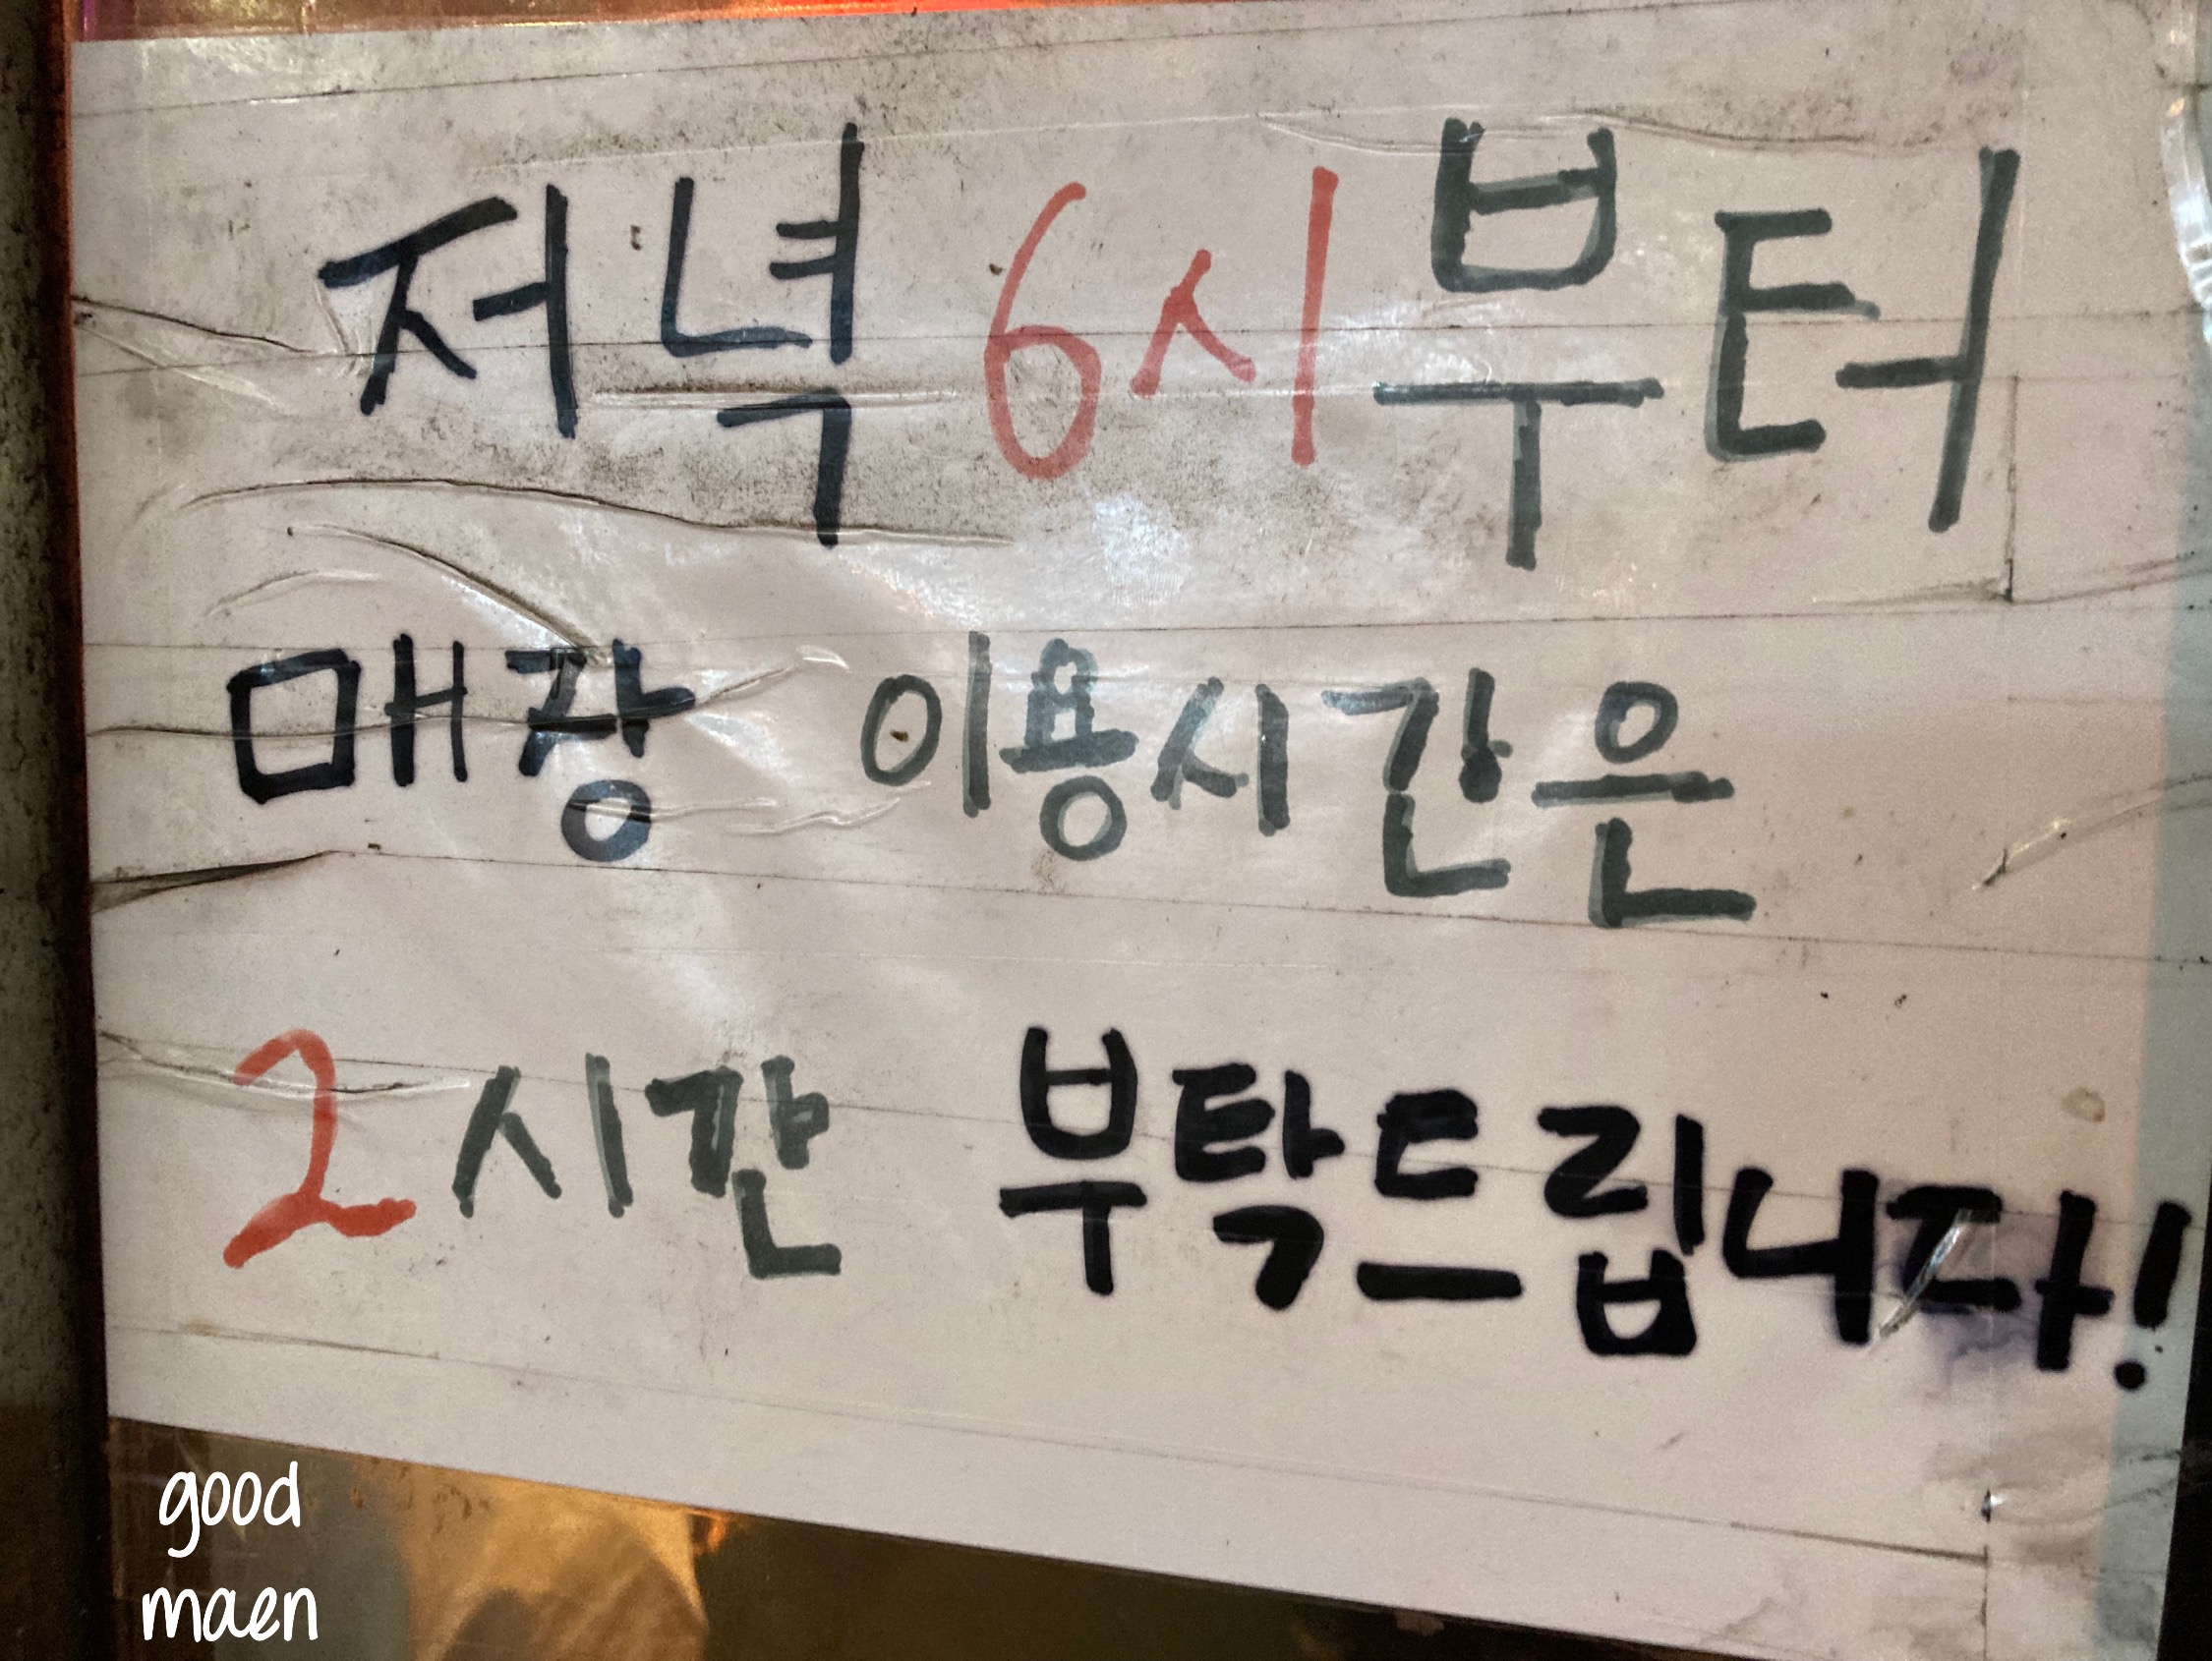 저녁 6시부터
매장 이용시간은
2시간 부탁드립니다!
good
maen